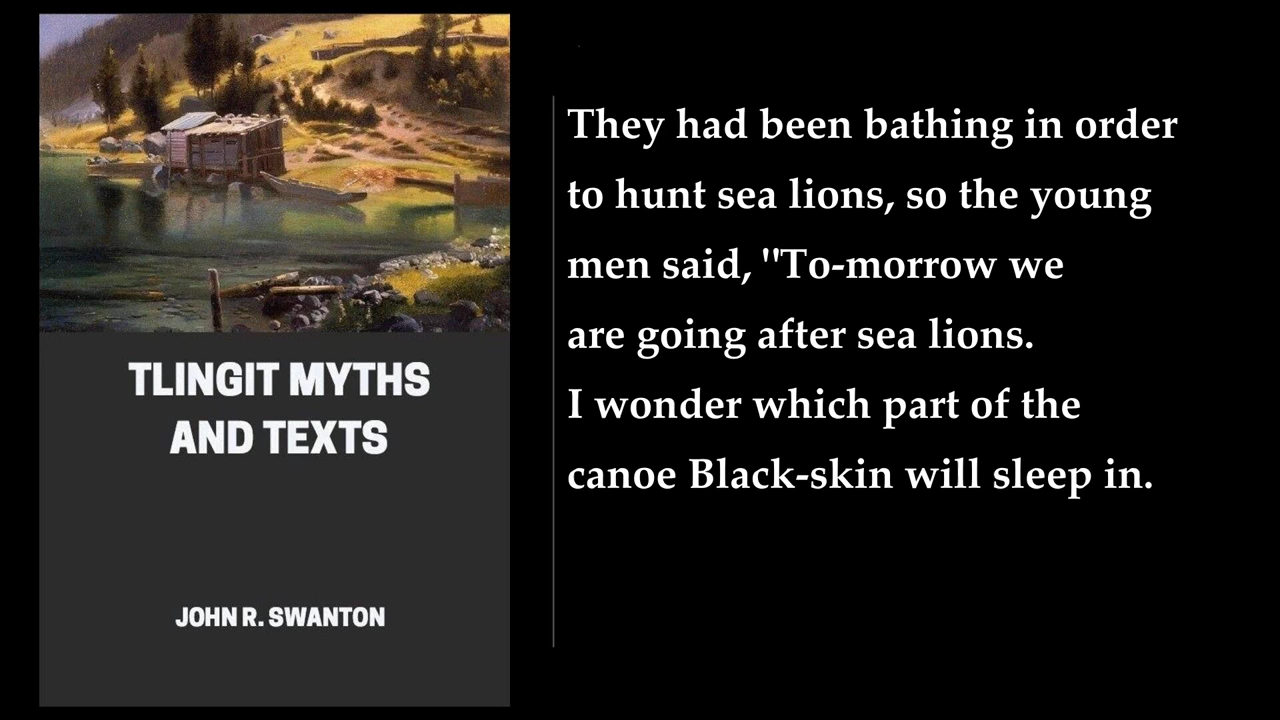 TLINGIT MYTHS
AND TEXTS
JOHN R. SWANTON
They had been bathing in order
to hunt sea lions, so the young
men said, "To-morrow we
are going after sea lions.
I wonder which part of the
canoe Black-skin will sleep in.